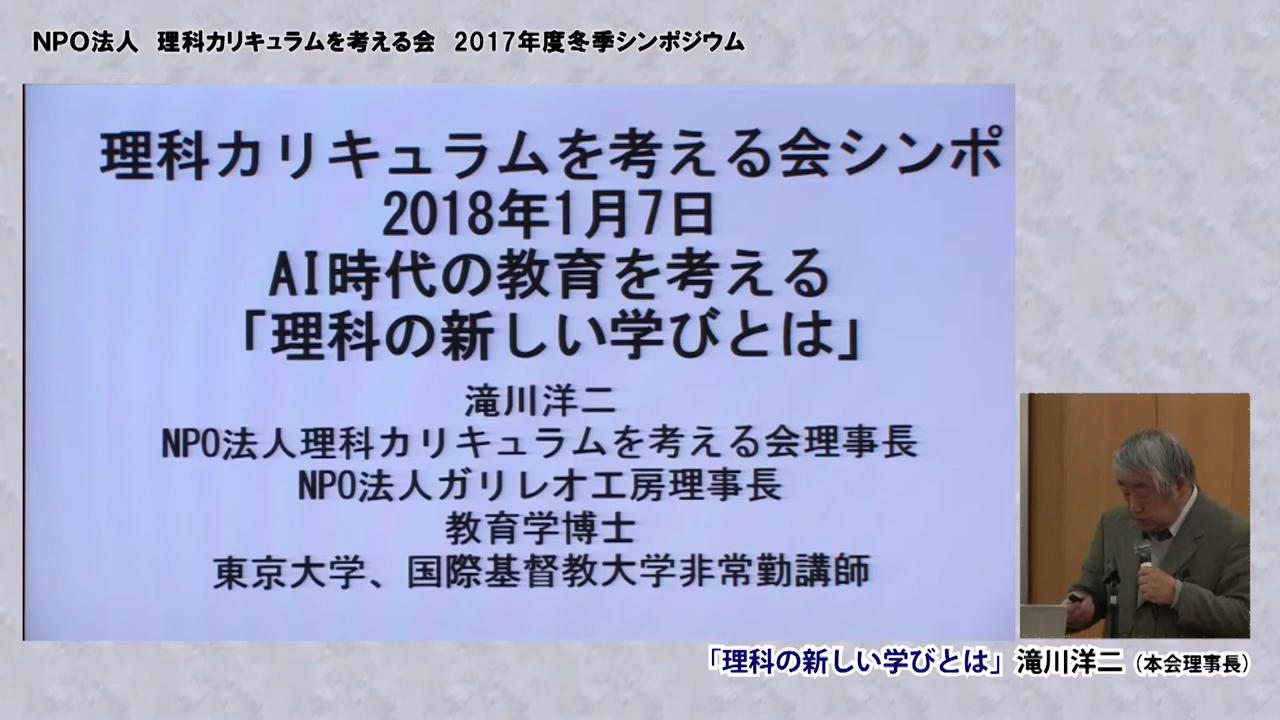 NPO法人　理科カリキュラムを考える会　2017年度冬季シンポジウム
理科カリキュラムを考える会シンポ
2018年1月7日
AI時代の教育を考える
「理科の新しい学びとは」
滝川洋二
NPO法人理科カリキュラムを考える会理事長
NPO法人ガリレオ工房理事長
教育学博士
東京大学、国際基督教大学非常勤講師
「理科の新しい学びとは」滝川洋二（本会理事長）